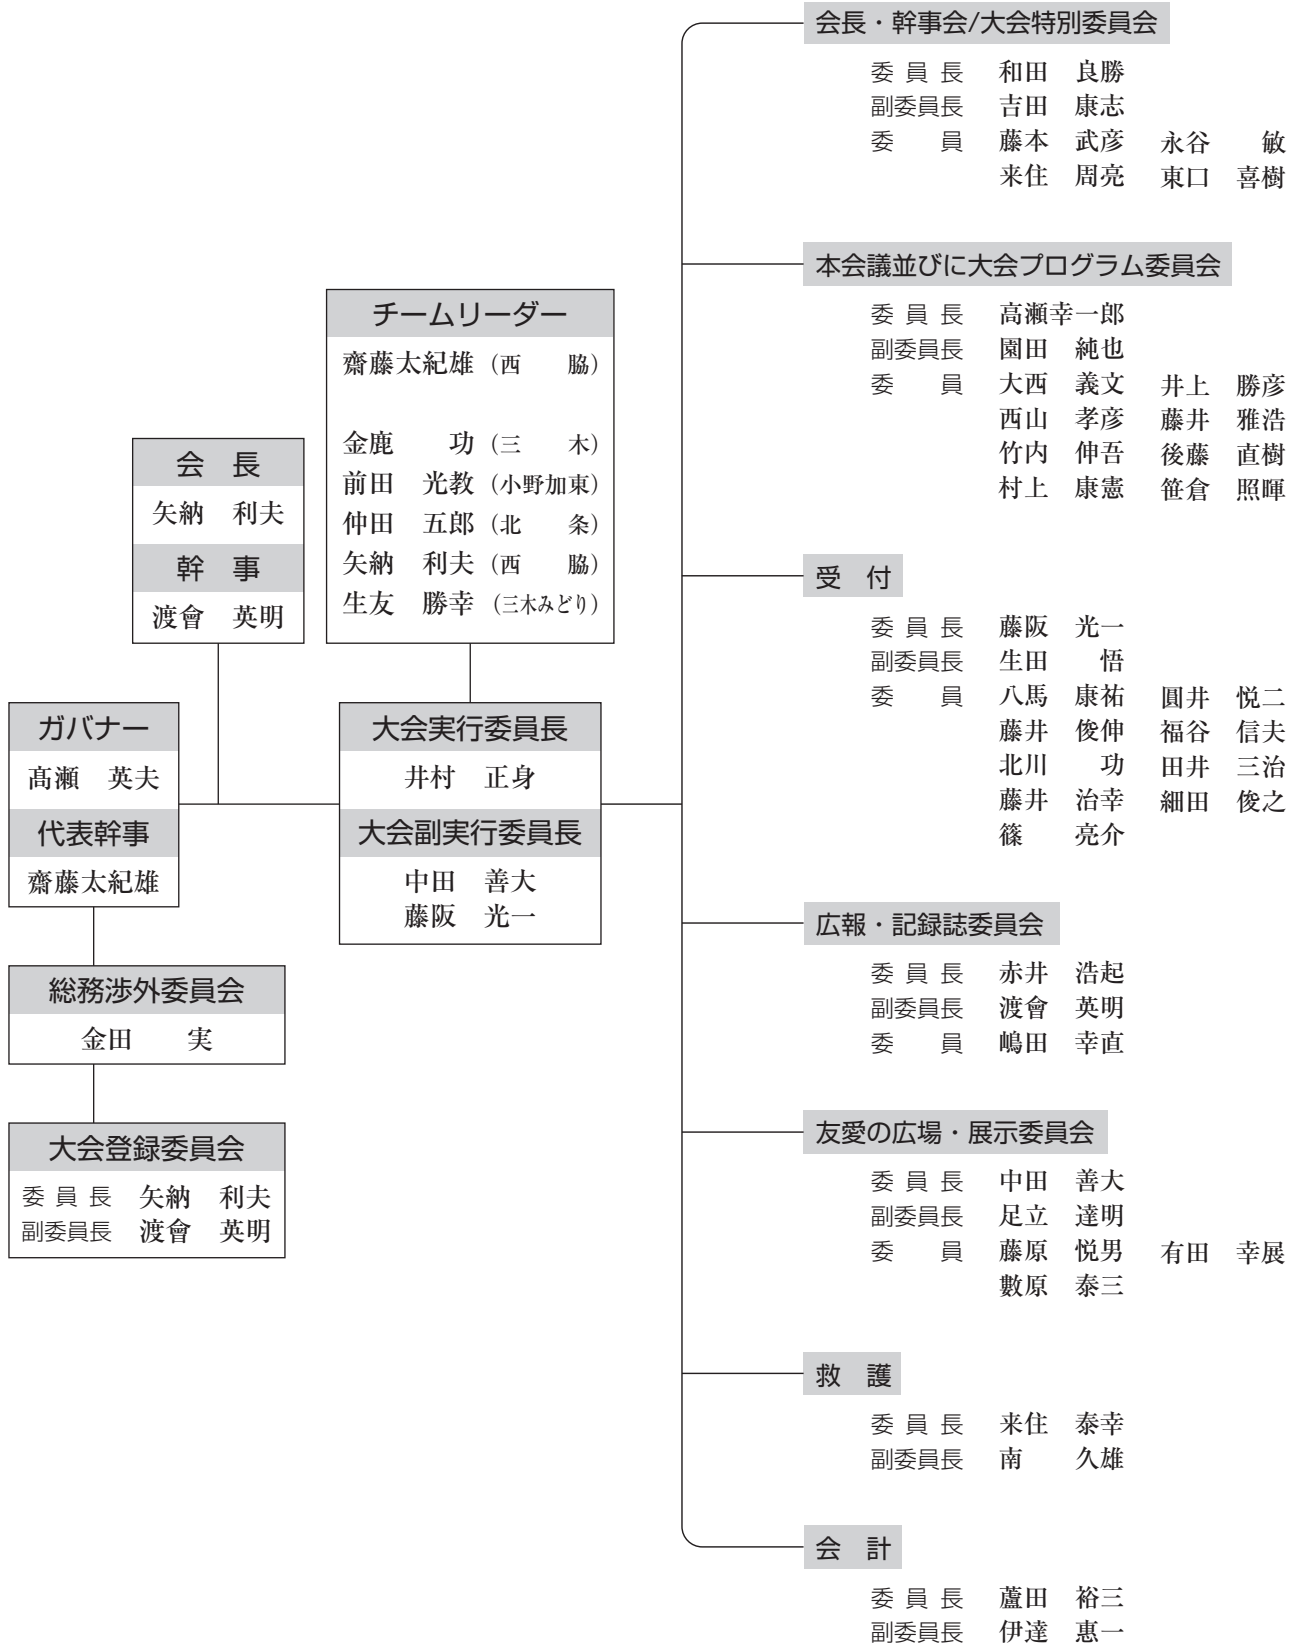 ガバナー
髙瀬　英夫
代表幹事
齋藤太紀雄
総務渉外委員会
金田　　実
大会登録委員会
委 員 長　矢納　利夫
副委員長　渡會　英明
会　長
矢納　利夫
幹　事
渡會　英明
チームリーダー
齋藤太紀雄（西　　脇）
金鹿　　功（三　　木）
前田　光教（小野加東）
仲田　五郎（北　　条）
矢納　利夫（西　　脇）
生友　勝幸（三木みどり）
大会実行委員長
井村　正身
大会副実行委員長
中田　善大
藤阪　光一
会長・幹事会/大会特別委員会
委 員 長　和田　良勝
副委員長　吉田　康志
委　　員　藤本　武彦　永谷　　敏
来住　周亮　東口　喜樹
本会議並びに大会プログラム委員会
委 員 長　高瀬幸一郎
副委員長　園田　純也
委　　員　大西　義文　井上　勝彦
西山　孝彦　藤井　雅浩
竹内　伸吾　後藤　直樹
村上　康憲　笹倉　照暉
受　付
委 員 長　藤阪　光一
副委員長　生田　　悟
委　　員　八馬　康祐　圓井　悦二
藤井　俊伸　福谷　信夫
北川　　功　田井　三治
藤井　治幸　細田　俊之
篠　　亮介
広報・記録誌委員会
委 員 長　赤井　浩起
副委員長　渡會　英明
委　　員　嶋田　幸直
友愛の広場・展示委員会
委 員 長　中田　善大
副委員長　足立　達明
委　　員　藤原　悦男　有田　幸展
數原　泰三
救　護
委 員 長　来住　泰幸
副委員長　南　　久雄
会　計
委 員 長　蘆田　裕三
副委員長　伊達　惠一